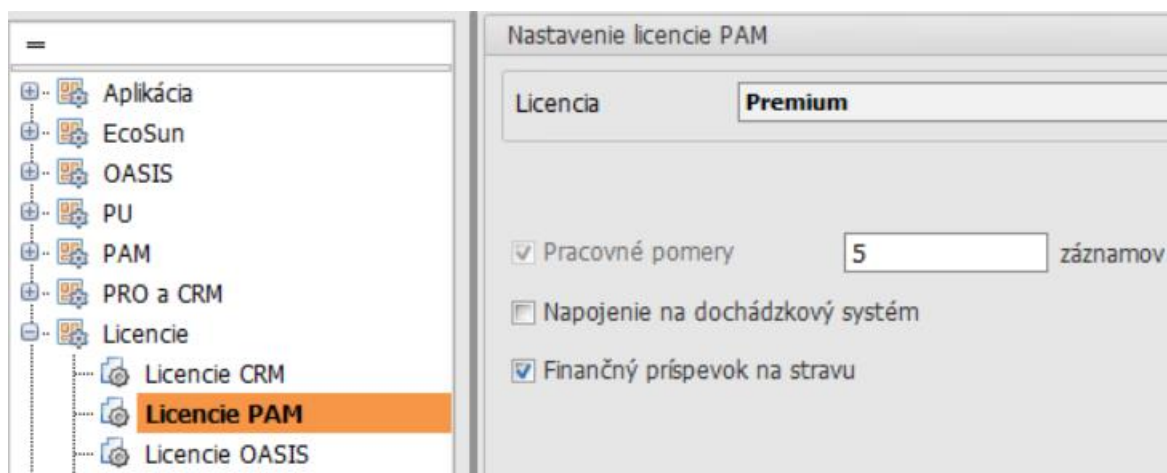 =
Aplikácia
EcoSun
OASIS
PU
PAM
PRO a CRM
Licencie
Licencie CRM
Licencie PAM
Licencie OASIS
Nastavenie licencie PAM
Licencia Premium
Pracovné pomery 5 záznamov
Napojenie na dochádzkový systém
Finančný príspevok na stravu